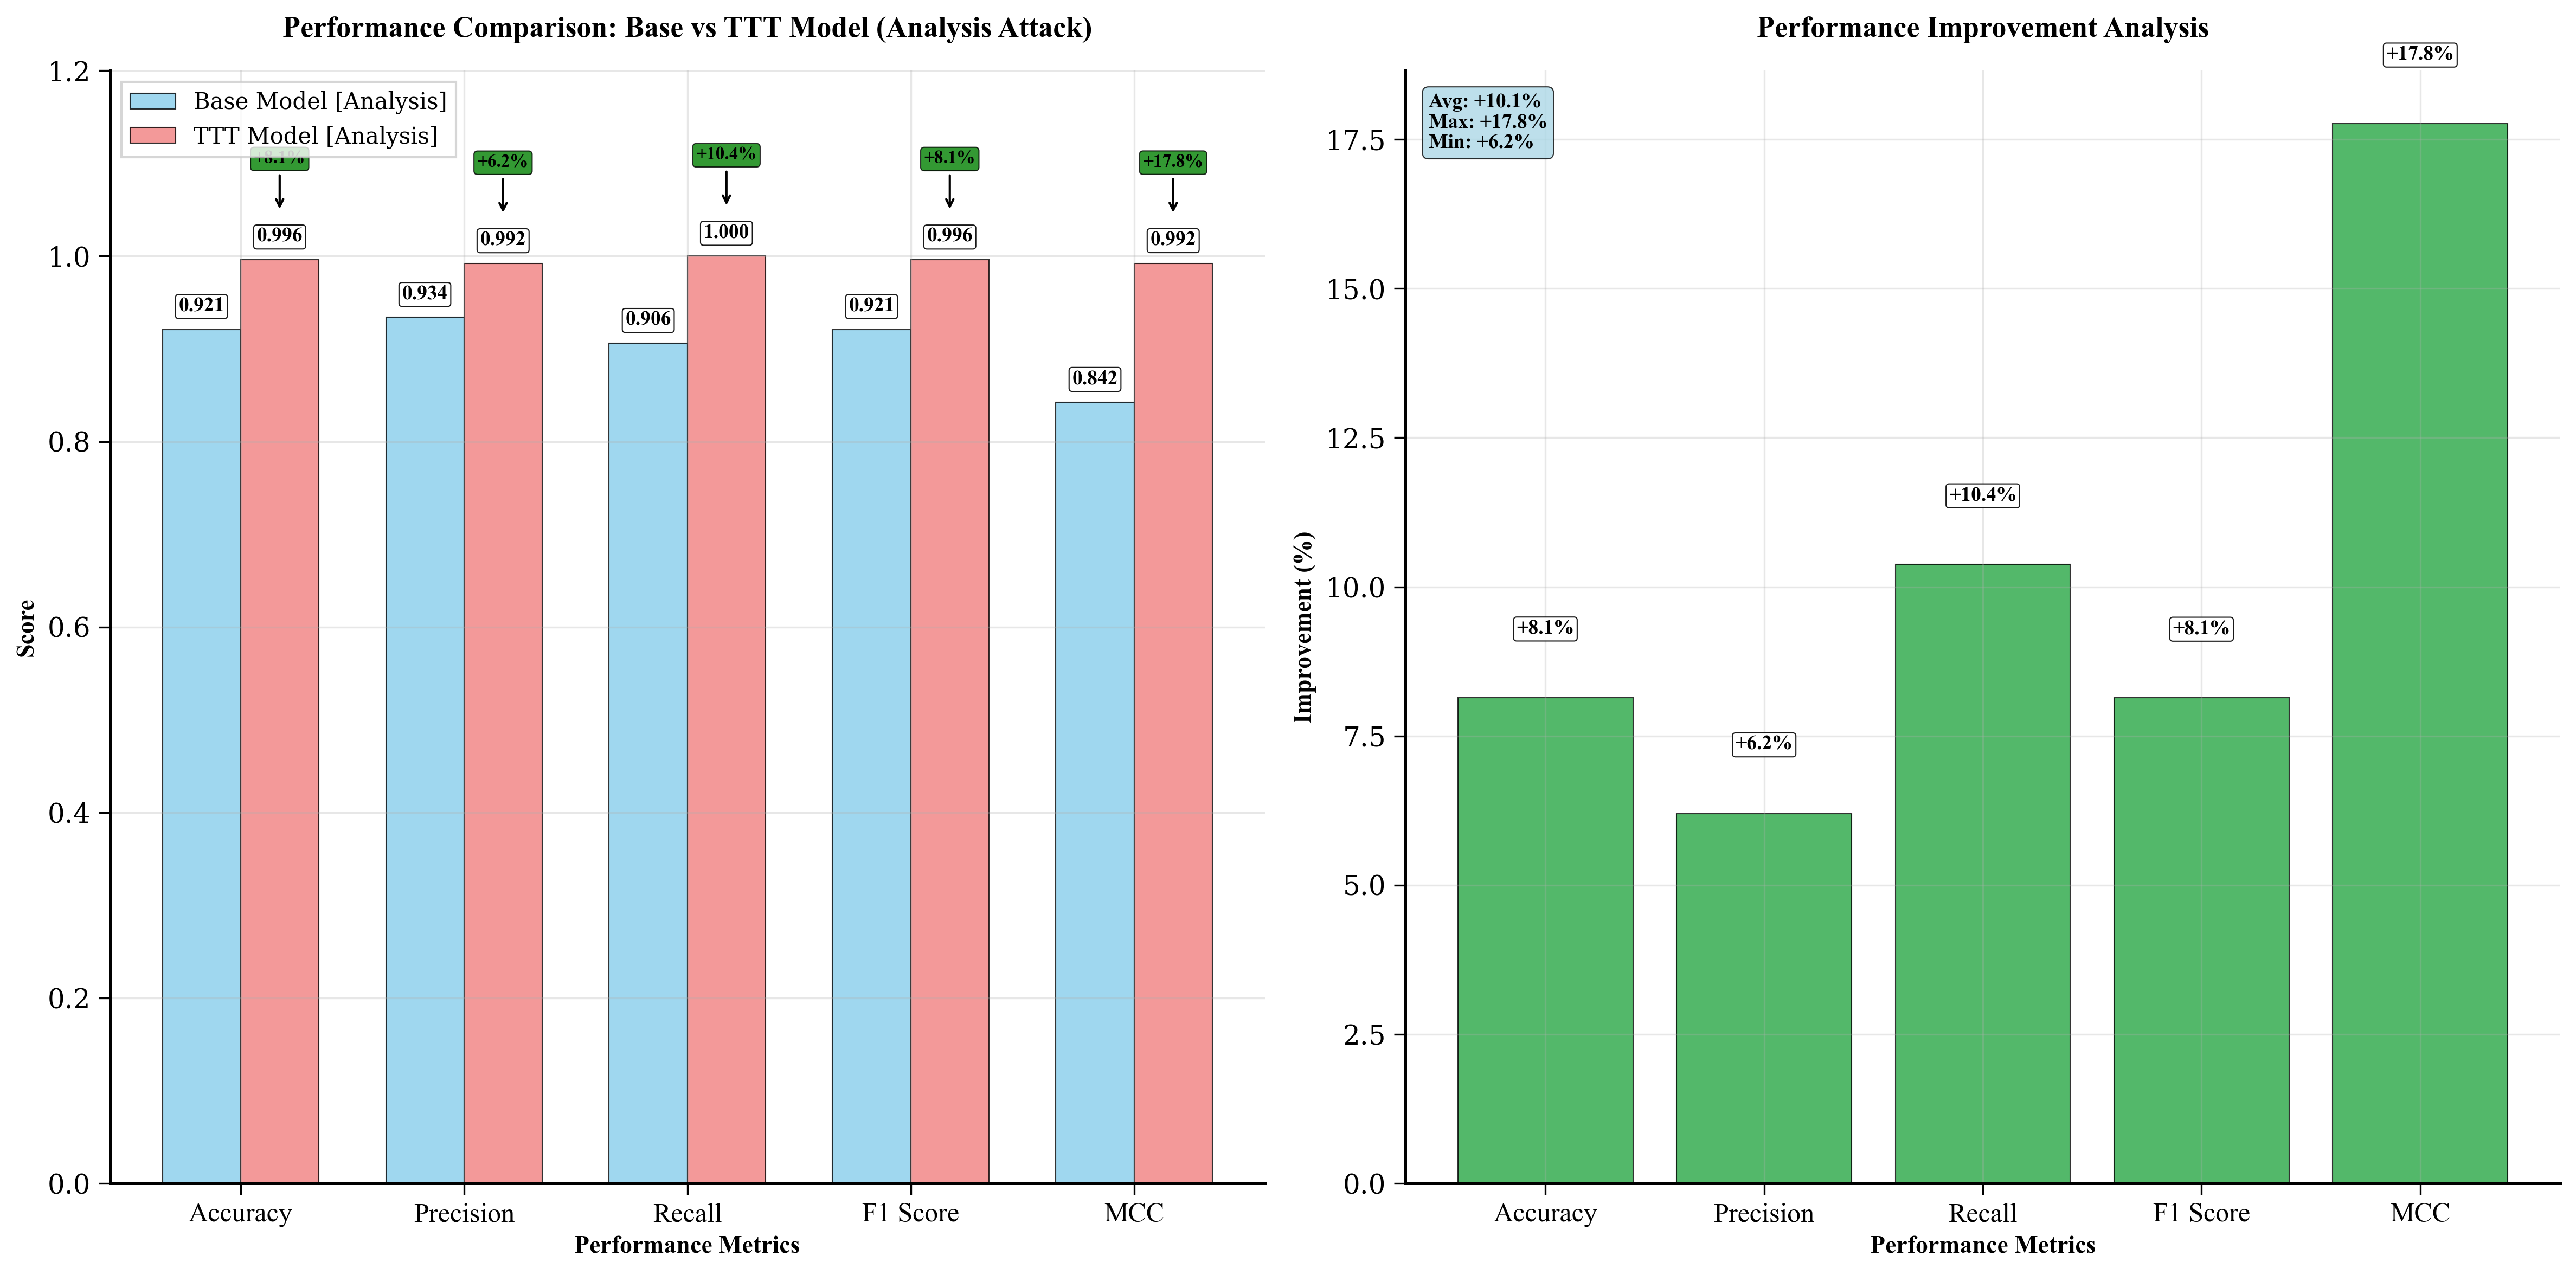 Performance Comparison: Base vs TTT Model (Analysis Attack)
Base Model [Analysis]
TTT Model [Analysis]
+8.1%
+6.2%
+10.4%
+8.1%
+17.8%
0.996
0.992
1.000
0.996
0.992
0.921
0.934
0.906
0.921
0.842
1.2
1.0
0.8
0.6
0.4
0.2
0.0
Score
Accuracy
Precision
Recall
F1 Score
MCC
Performance Metrics
Performance Improvement Analysis
Avg: +10.1%
Max: +17.8%
Min: +6.2%
+8.1%
+6.2%
+10.4%
+8.1%
+17.8%
17.5
15.0
12.5
10.0
7.5
5.0
2.5
0.0
Improvement (%)
Accuracy
Precision
Recall
F1 Score
MCC
Performance Metrics